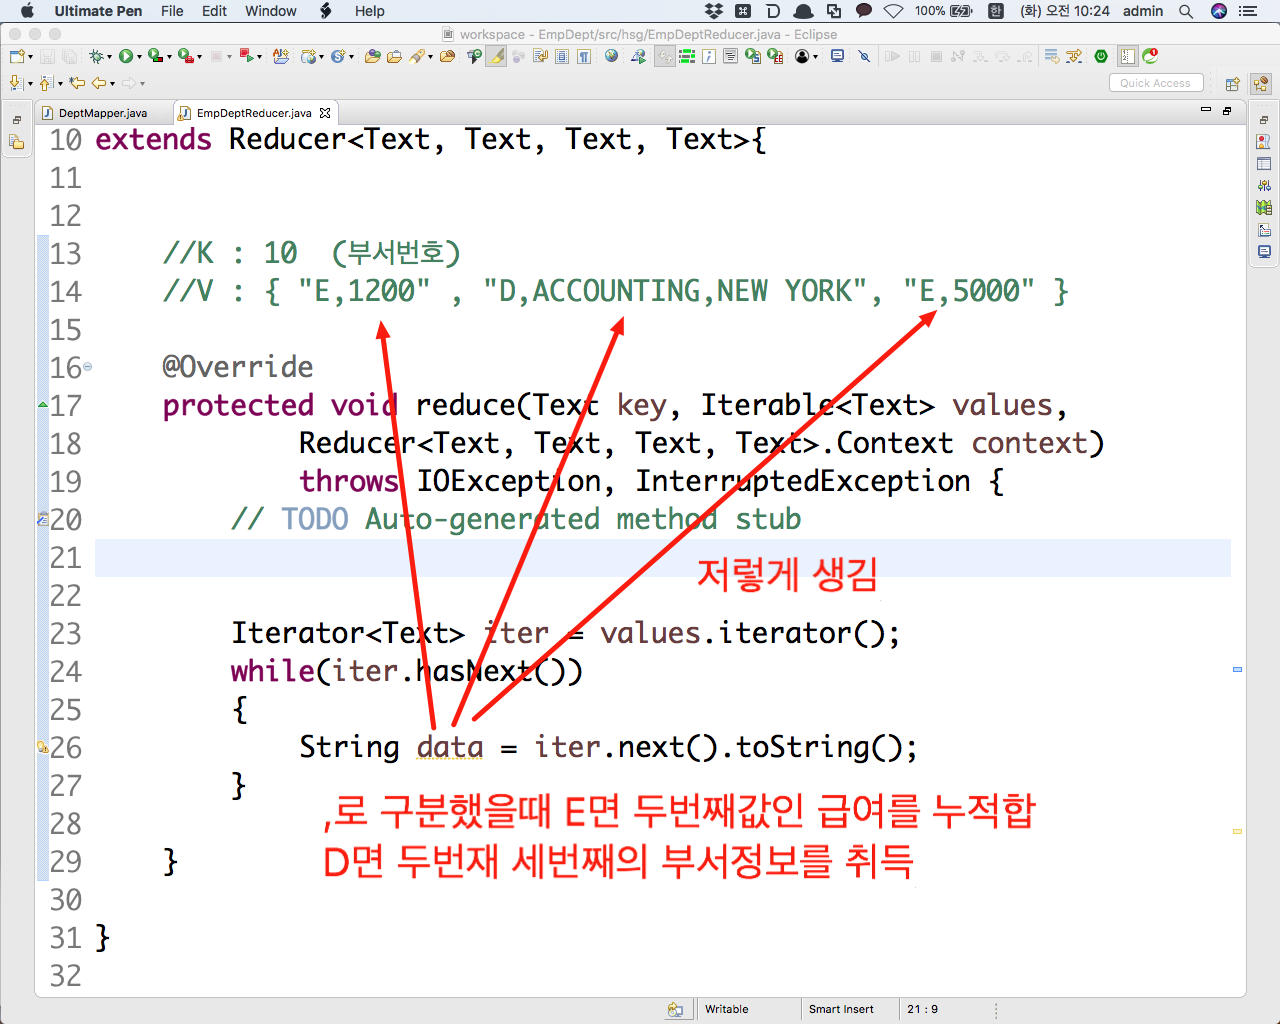 Ultimate Pen File Edit Window Help 100% 한 (화) 오전 10:24 admin
workspace - EmpDept/src/hsg/EmpDeptReducer.java - Eclipse
Quick Access
DeptMapper.java EmpDeptReducer.java
10 extends Reducer<Text, Text, Text, Text>{
11
12
13 //K : 10 (부서번호)
14 //V : { "E,1200" , "D,ACCOUNTING,NEW YORK", "E,5000" }
15
16 @Override
17 protected void reduce(Text key, Iterable<Text> values,
18 Reducer<Text, Text, Text, Text>.Context context)
19 throws IOException, InterruptedException {
20 // TODO Auto-generated method stub
21
저렇게 생김
22
23 Iterator<Text> iter = values.iterator();
24 while(iter.hasNext())
25 {
26 String data = iter.next().toString();
27 }
,로 구분했을때 E면 두번째값인 급여를 누적합
28
D면 두번재 세번째의 부서정보를 취득
29 }
30
31 }
32
Writable Smart Insert 21 : 9